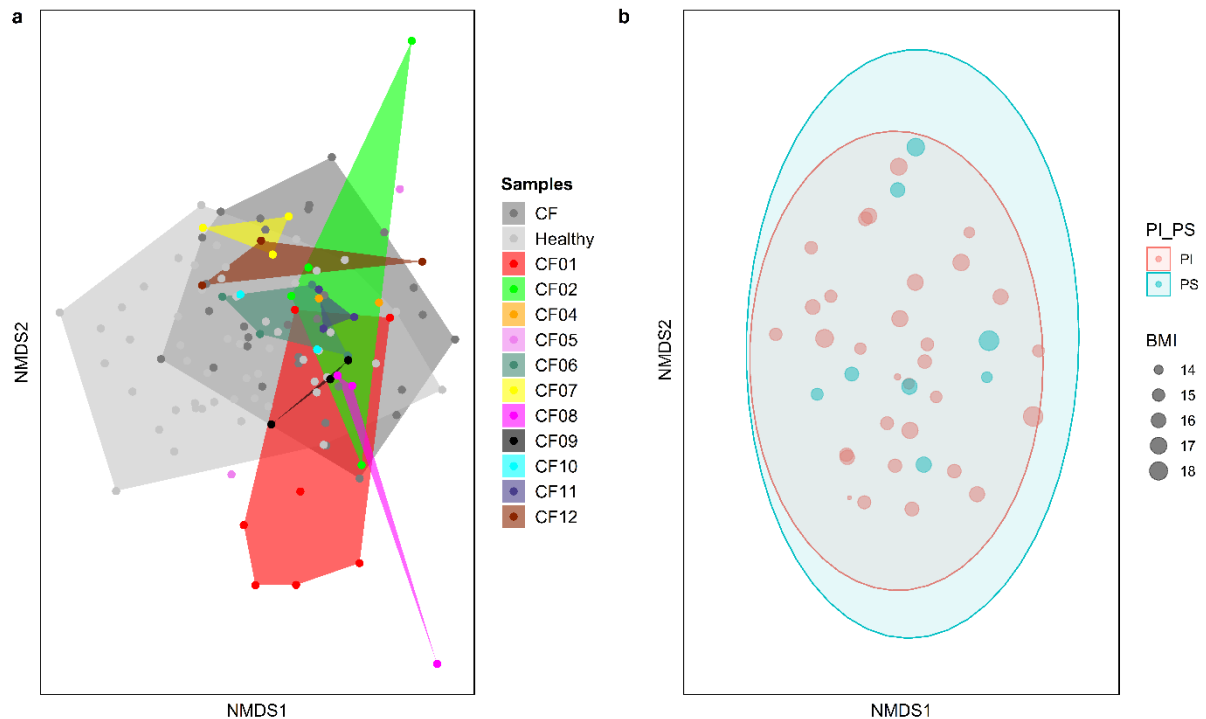 a
NMDS2
NMDS1
Samples
CF
Healthy
CF01
CF02
CF04
CF05
CF06
CF07
CF08
CF09
CF10
CF11
CF12
b
NMDS2
NMDS1
PI_PS
PI
PS
BMI
14
15
16
17
18